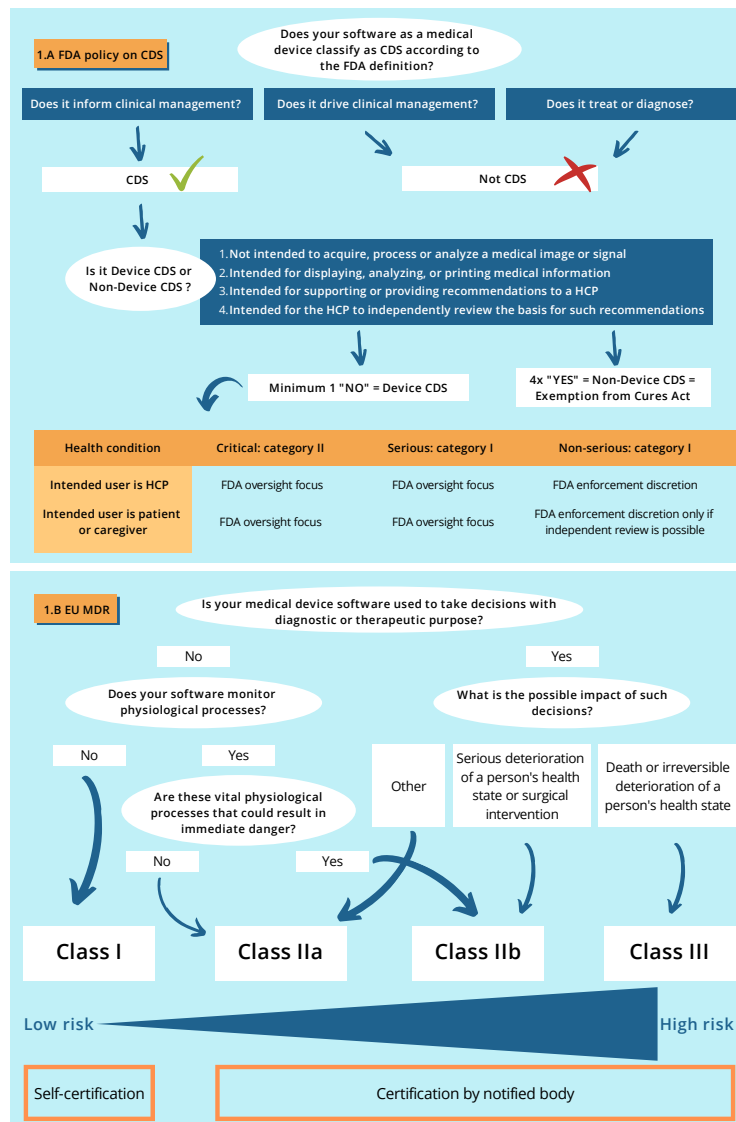 1.A FDA policy on CDS
Does your software as a medical
device classify as CDS according to
the FDA definition?
Does it inform clinical management?
Does it drive clinical management?
Does it treat or diagnose?
CDS
Not CDS
Is it Device CDS or
Non-Device CDS ?
1.Not intended to acquire, process or analyze a medical image or signal
2.Intended for displaying, analyzing, or printing medical information
3.Intended for supporting or providing recommendations to a HCP
4.Intended for the HCP to independently review the basis for such recommendations
Minimum 1 "NO" = Device CDS
4x "YES" = Non-Device CDS =
Exemption from Cures Act
Health condition
Critical: category II
Serious: category I
Non-serious: category I
Intended user is HCP
FDA oversight focus
FDA oversight focus
FDA enforcement discretion
Intended user is patient
or caregiver
FDA oversight focus
FDA oversight focus
FDA enforcement discretion only if
independent review is possible
1.B EU MDR
Is your medical device software used to take decisions with
diagnostic or therapeutic purpose?
No
Yes
Does your software monitor
physiological processes?
What is the possible impact of such
decisions?
No
Yes
Other
Serious deterioration
of a person's health
state or surgical
intervention
Death or irreversible
deterioration of a
person's health state
Are these vital physiological
processes that could result in
immediate danger?
No
Yes
Class I
Class IIa
Class IIb
Class III
Low risk
High risk
Self-certification
Certification by notified body